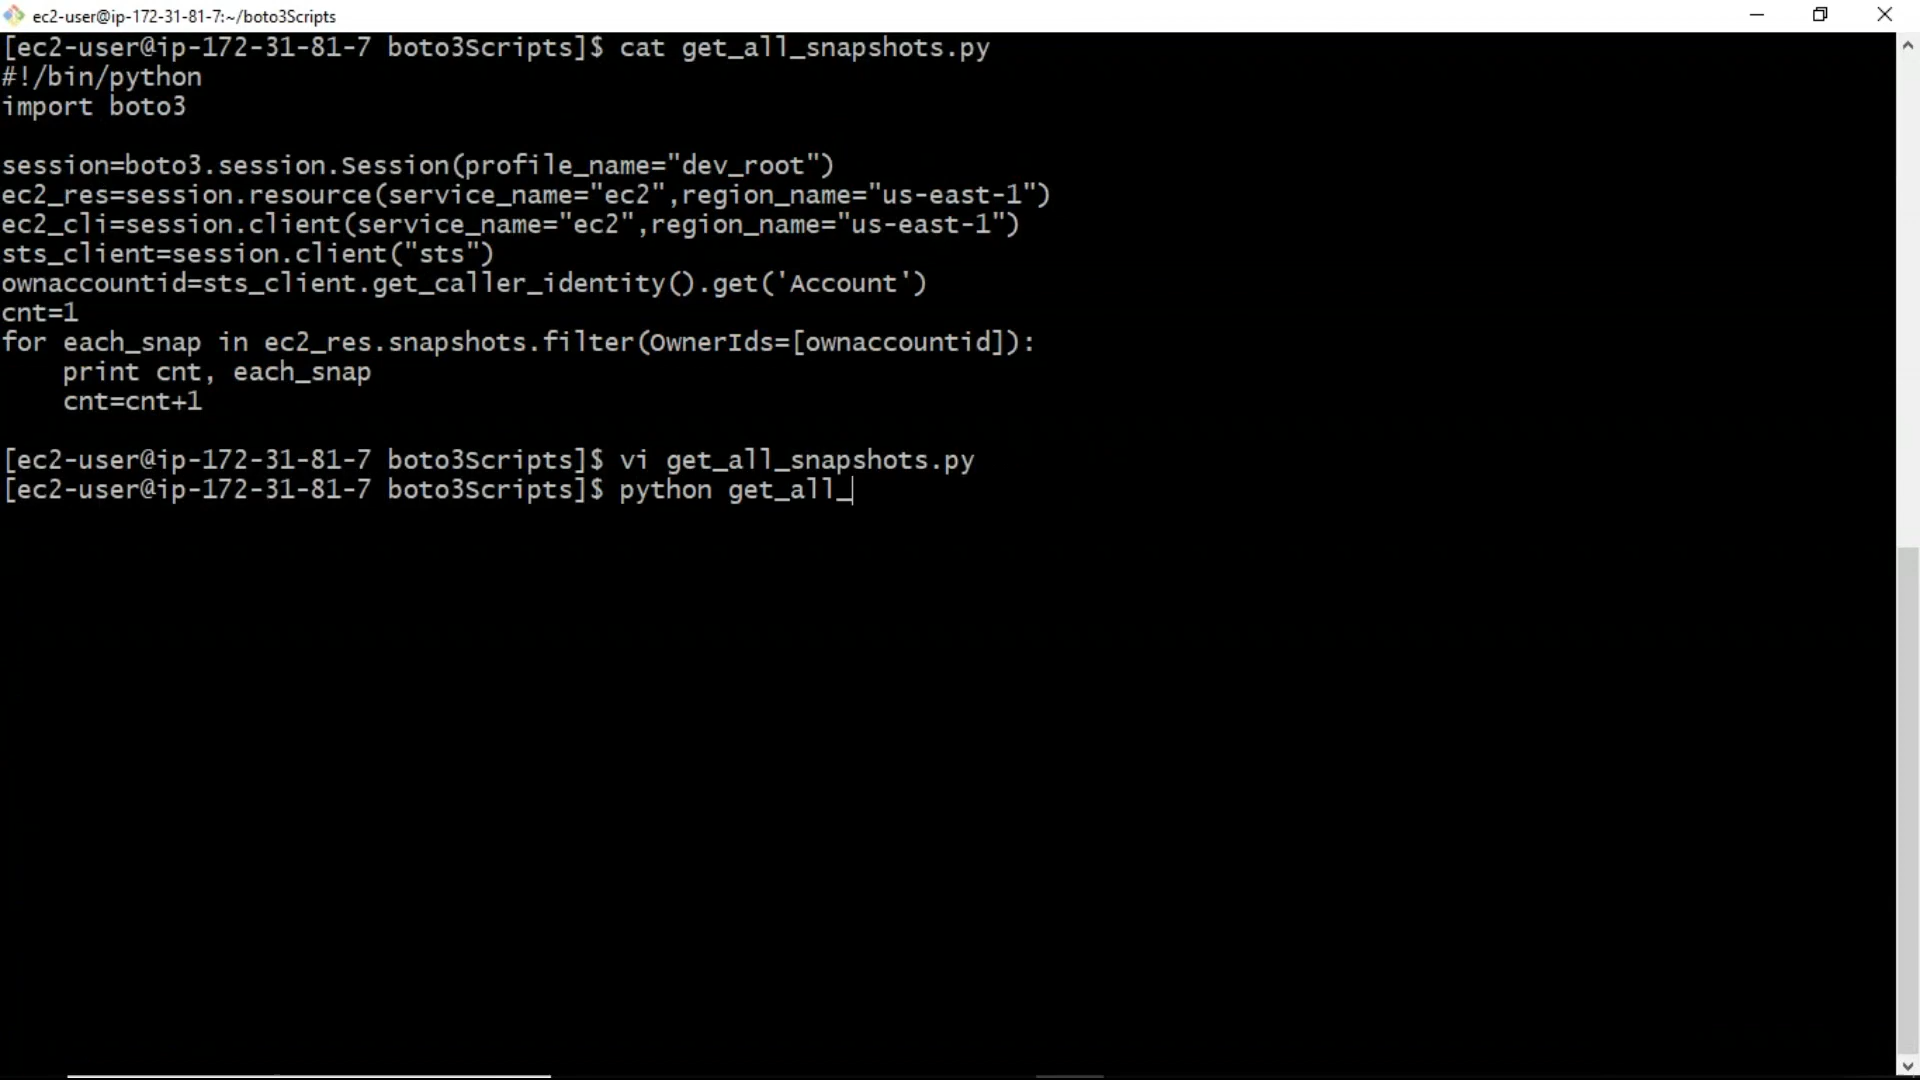 ec2-user@ip-172-31-81-7:~/boto3Scripts
[ec2-user@ip-172-31-81-7 boto3Scripts]$ cat get_all_snapshots.py
#!/bin/python
import boto3
session=boto3.session.Session(profile_name="dev_root")
ec2_res=session.resource(service_name="ec2",region_name="us-east-1")
ec2_cli=session.client(service_name="ec2",region_name="us-east-1")
sts_client=session.client("sts")
ownaccountid=sts_client.get_caller_identity().get('Account')
cnt=1
for each_snap in ec2_res.snapshots.filter(OwnerIds=[ownaccountid]):
    print cnt, each_snap
    cnt=cnt+1
[ec2-user@ip-172-31-81-7 boto3Scripts]$ vi get_all_snapshots.py
[ec2-user@ip-172-31-81-7 boto3Scripts]$ python get_all_